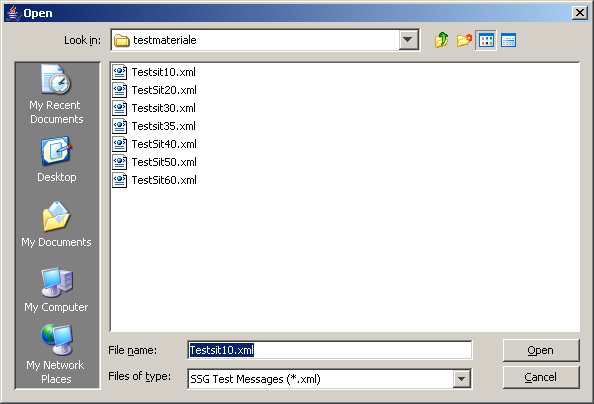 Open
Look in: testmateriale
My Recent
Documents
Desktop
My Documents
My Computer
My Network
Places
Testsit10.xml
TestSit20.xml
Testsit30.xml
Testsit35.xml
TestSit40.xml
TestSit50.xml
TestSit60.xml
File name: Testsit10.xml Open
Files of type: SSG Test Messages (*.xml) Cancel